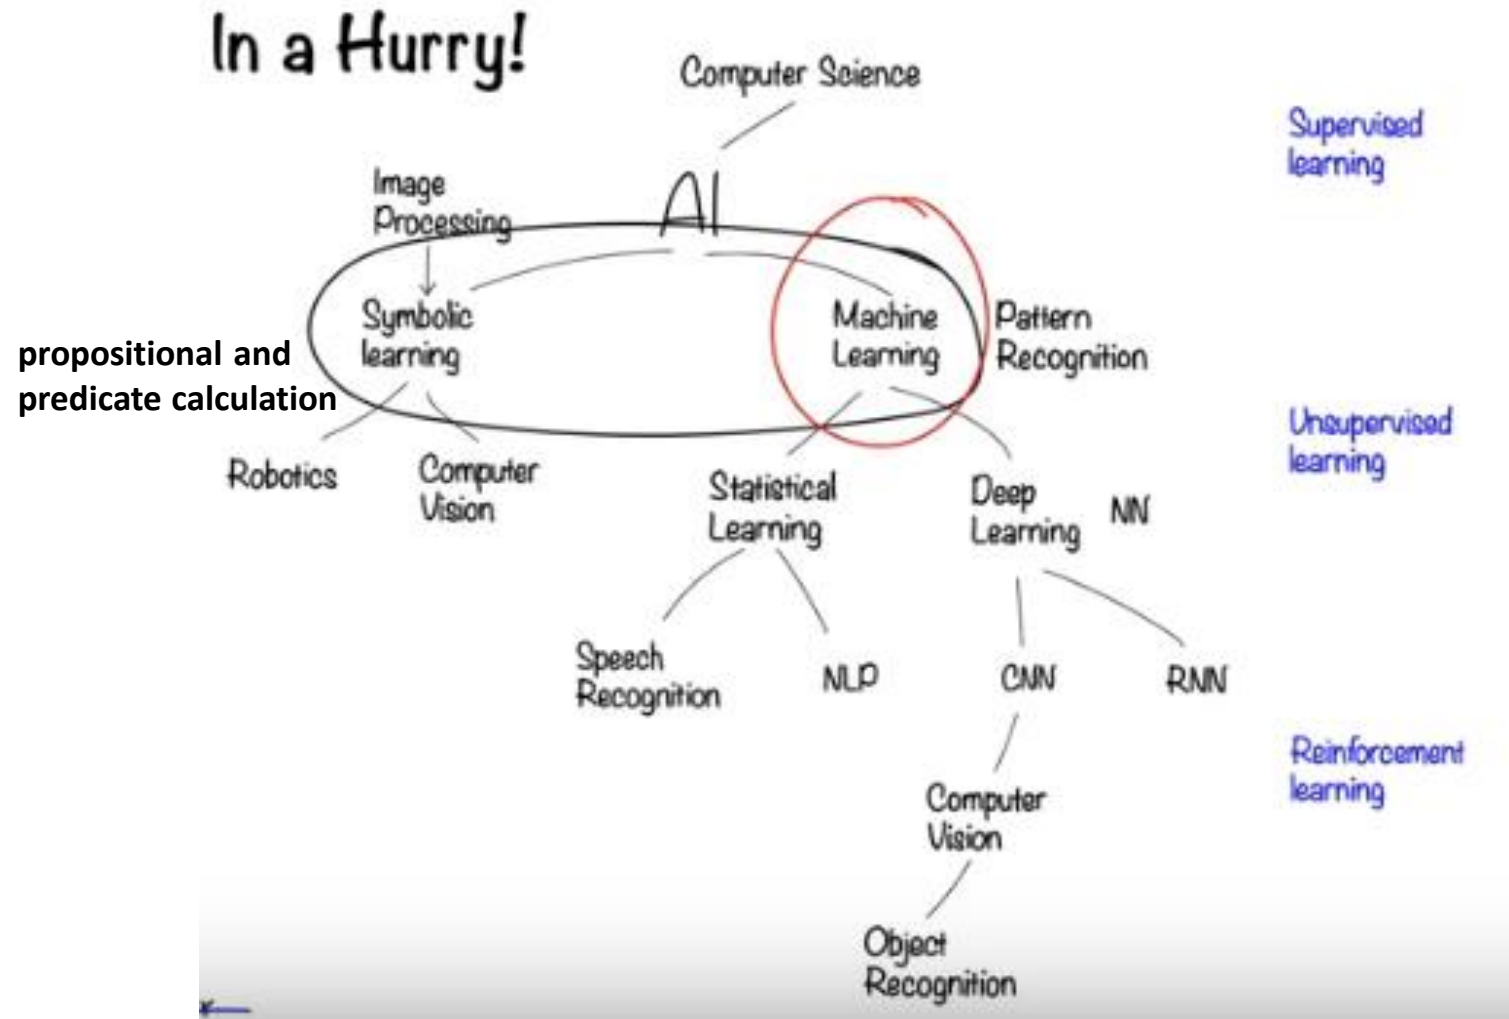 In a Hurry!
Computer Science
Supervised
learning
AI
Image
Processing
Symbolic
learning
Machine
Learning
Pattern
Recognition
propositional and
predicate calculation
Unsupervised
learning
Robotics
Computer
Vision
Statistical
Learning
Deep
Learning
NN
Speech
Recognition
NLP
CNN
RNN
Reinforcement
learning
Computer
Vision
Object
Recognition